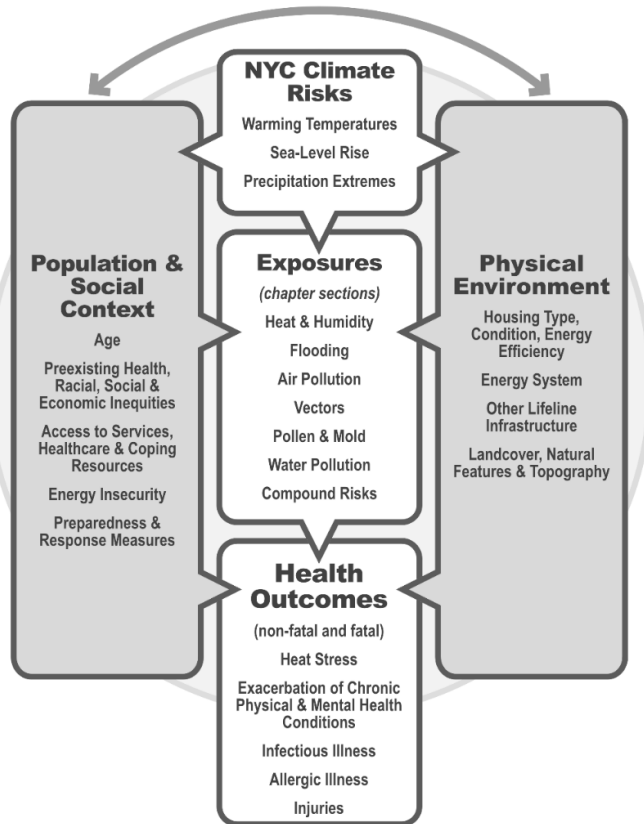 NYC Climate
Risks
Warming Temperatures
Sea-Level Rise
Precipitation Extremes
Population &
Social
Context
Age
Preexisting Health,
Racial, Social &
Economic Inequities
Access to Services,
Healthcare & Coping
Resources
Energy Insecurity
Preparedness &
Response Measures
Exposures
(chapter sections)
Heat & Humidity
Flooding
Air Pollution
Vectors
Pollen & Mold
Water Pollution
Compound Risks
Physical
Environment
Housing Type,
Condition, Energy
Efficiency
Energy System
Other Lifeline
Infrastructure
Landcover, Natural
Features & Topography
Health
Outcomes
(non-fatal and fatal)
Heat Stress
Exacerbation of Chronic
Physical & Mental Health
Conditions
Infectious Illness
Allergic Illness
Injuries